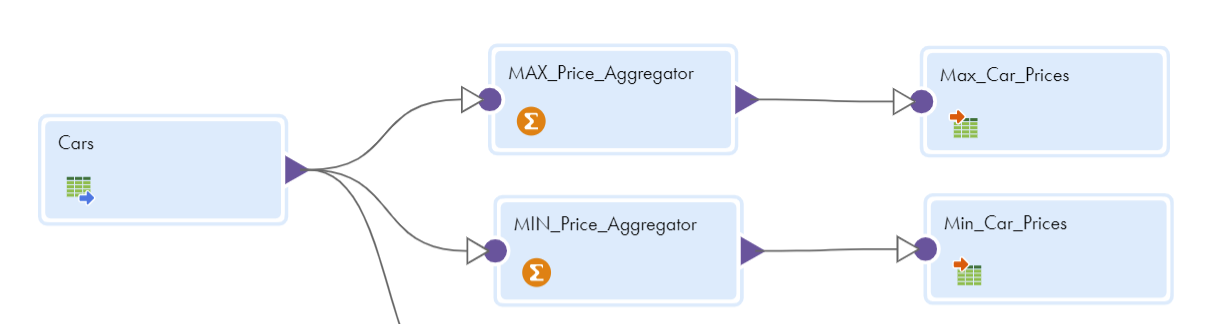 Cars
MAX_Price_Aggregator
Σ
Max_Car_Prices
MIN_Price_Aggregator
Σ
Min_Car_Prices